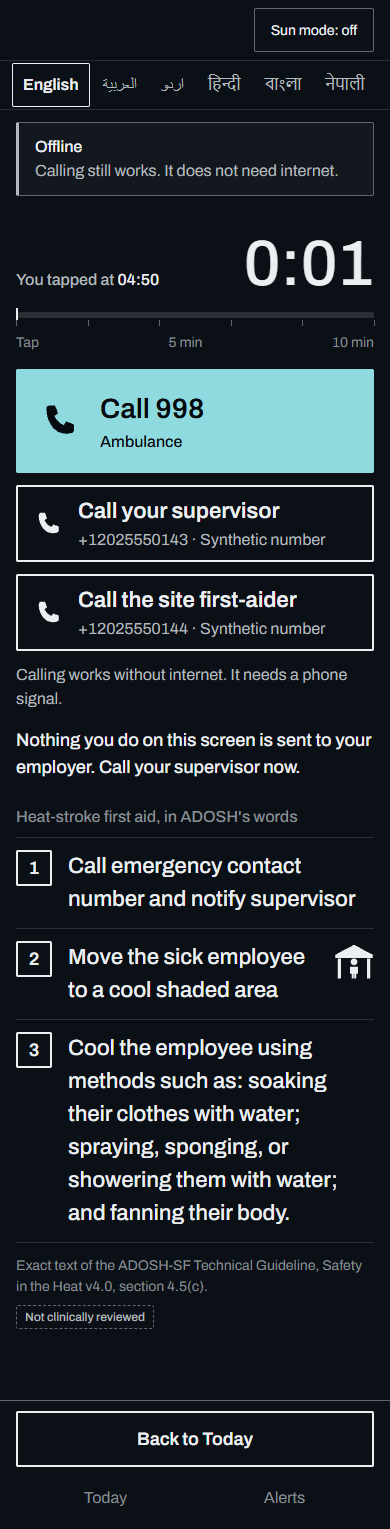 Sun mode: off
English
العربية
اردو
हिन्दी
বাংলা
नेपाली
Offline
Calling still works. It does not need internet.
You tapped at 04:50
0:01
Tap
5 min
10 min
Call 998
Ambulance
Call your supervisor
+12025550143 · Synthetic number
Call the site first-aider
+12025550144 · Synthetic number
Calling works without internet. It needs a phone
signal.
Nothing you do on this screen is sent to your
employer. Call your supervisor now.
Heat-stroke first aid, in ADOSH's words
1
Call emergency contact
number and notify supervisor
2
Move the sick employee
to a cool shaded area
3
Cool the employee using
methods such as: soaking
their clothes with water;
spraying, sponging, or
showering them with water;
and fanning their body.
Exact text of the ADOSH-SF Technical Guideline, Safety
in the Heat v4.0, section 4.5(c).
Not clinically reviewed
Back to Today
Today
Alerts